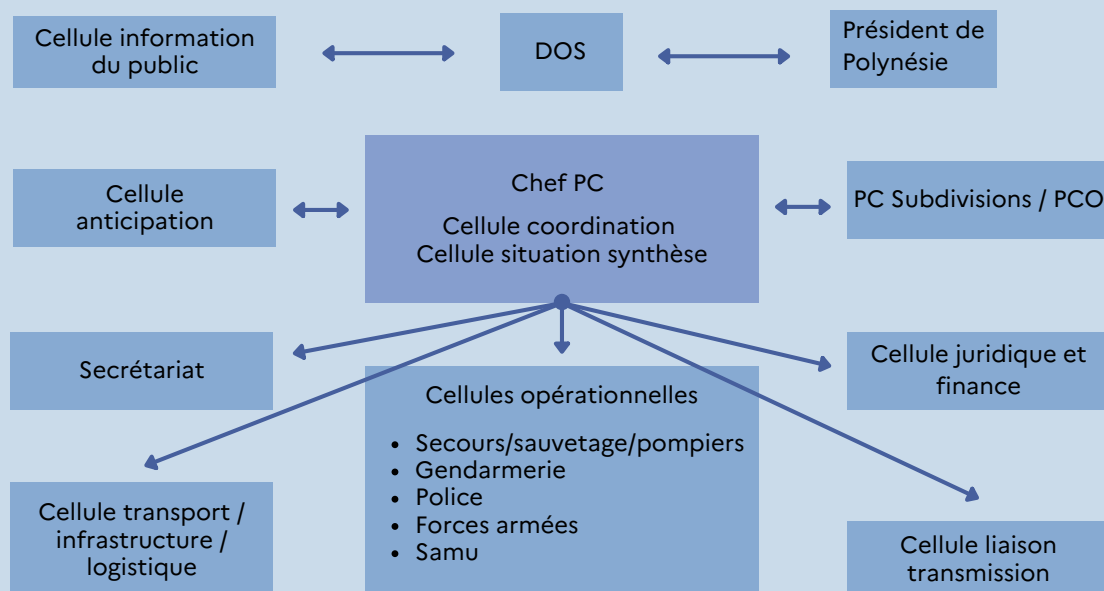 Cellule information
du public
DOS
Président de
Polynésie
Cellule
anticipation
Chef PC
Cellule coordination
Cellule situation synthèse
PC Subdivisions / PCO
Secrétariat
Cellules opérationnelles
• Secours/sauvetage/pompiers
• Gendarmerie
• Police
• Forces armées
• Samu
Cellule juridique et
finance
Cellule transport /
infrastructure /
logistique
Cellule liaison
transmission